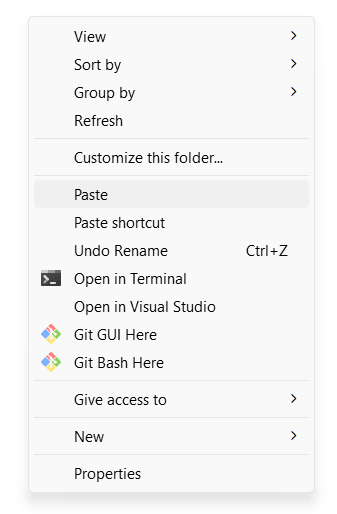 View
Sort by
Group by
Refresh
Customize this folder...
Paste
Paste shortcut
Undo Rename Ctrl+Z
Open in Terminal
Open in Visual Studio
Git GUI Here
Git Bash Here
Give access to
New
Properties